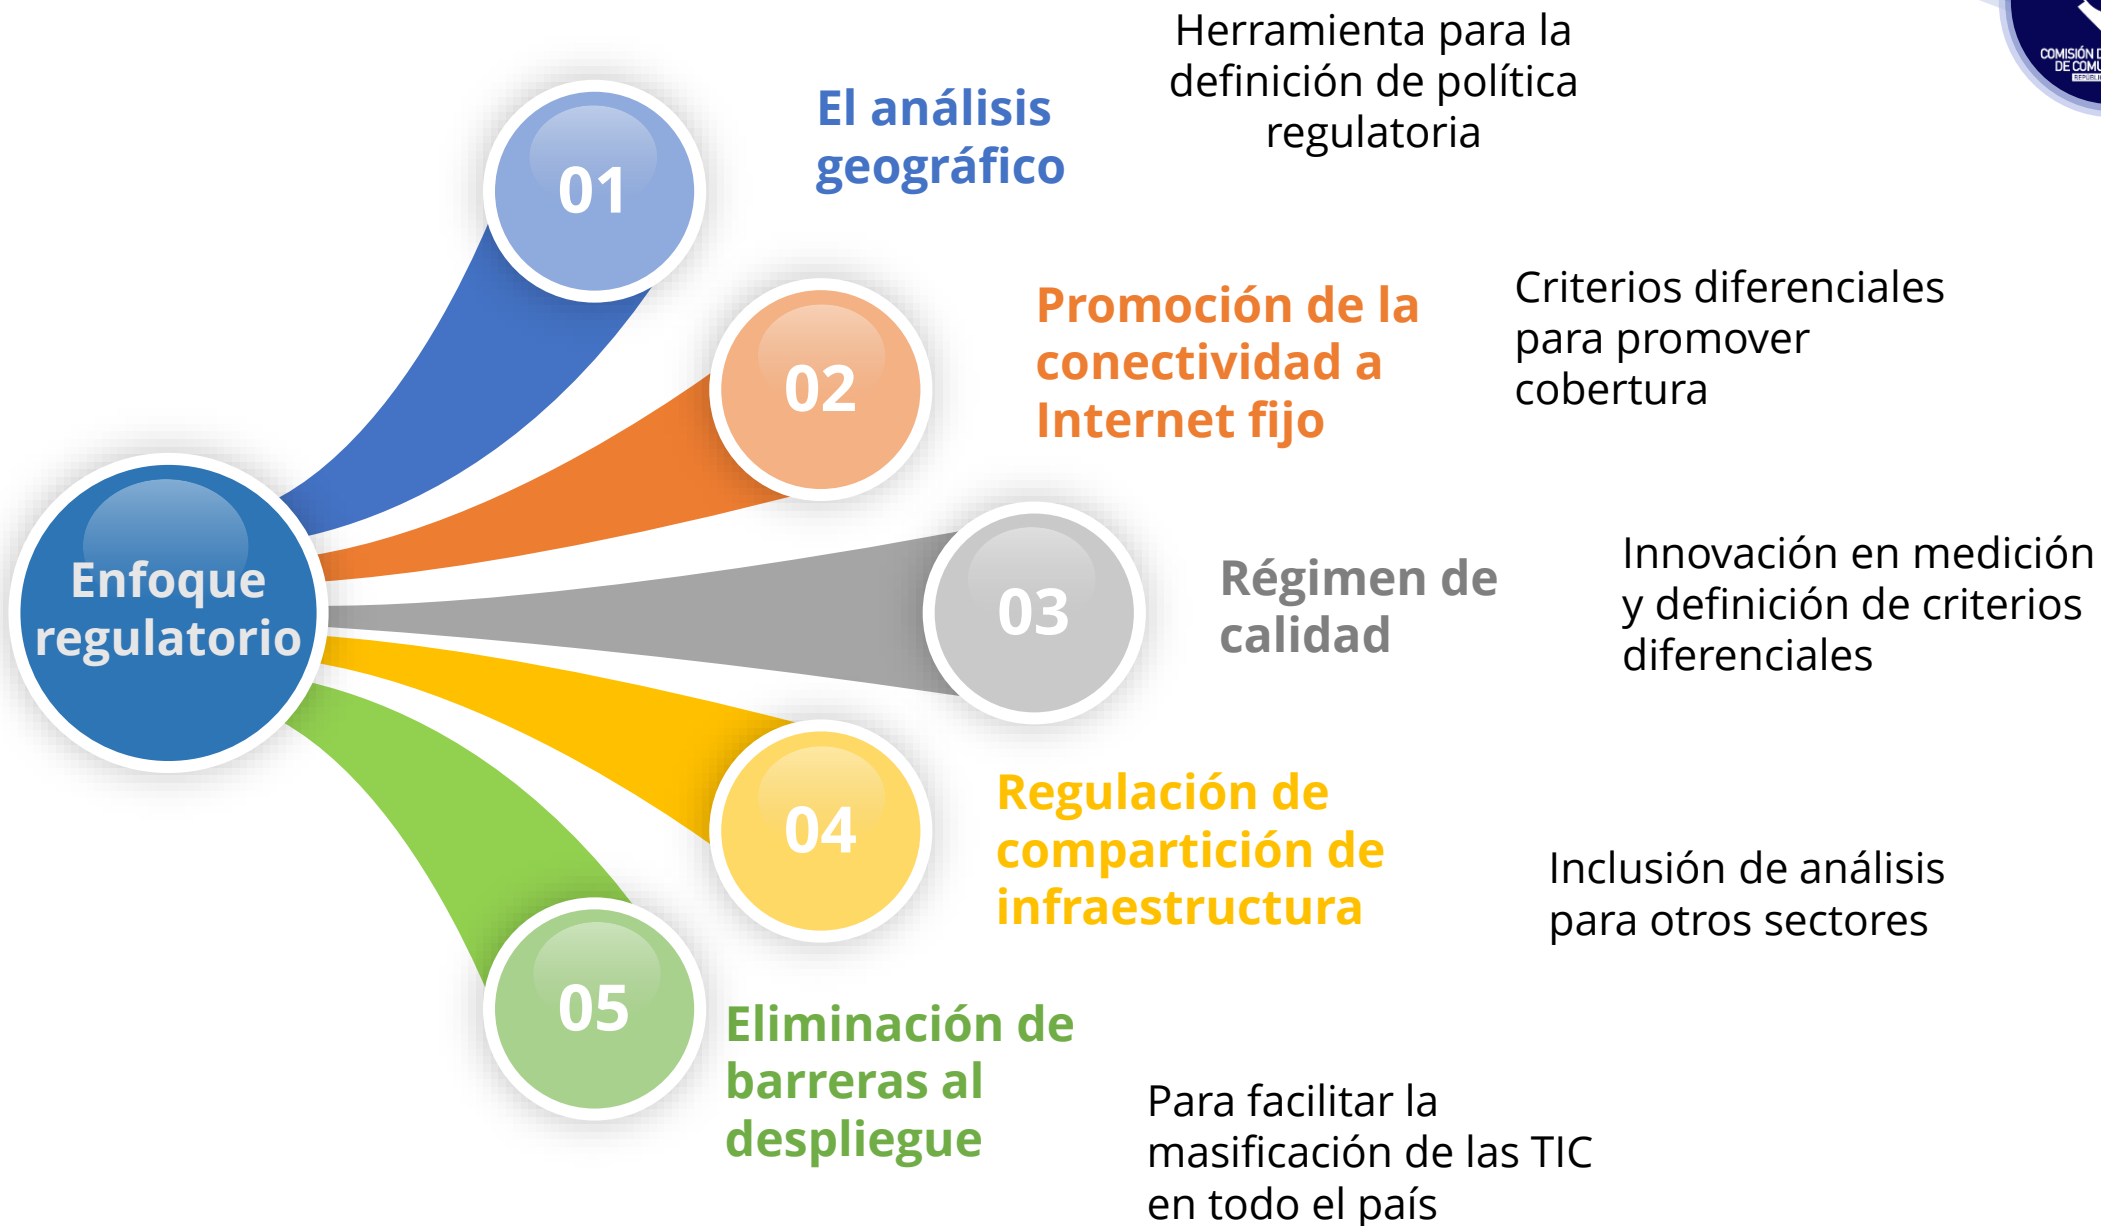 COMISIÓN
Herramienta para la
definición de política
regulatoria
El análisis
geográfico
01
Promoción de la
conectividad a
Internet fijo
02
Criterios diferenciales
para promover
cobertura
Enfoque
regulatorio
03
Régimen de
calidad
Innovación en medición
y definición de criterios
diferenciales
04
Regulación de
compartición de
infraestructura
Inclusión de análisis
para otros sectores
05
Eliminación de
barreras al
despliegue
Para facilitar la
masificación de las TIC
en todo el país